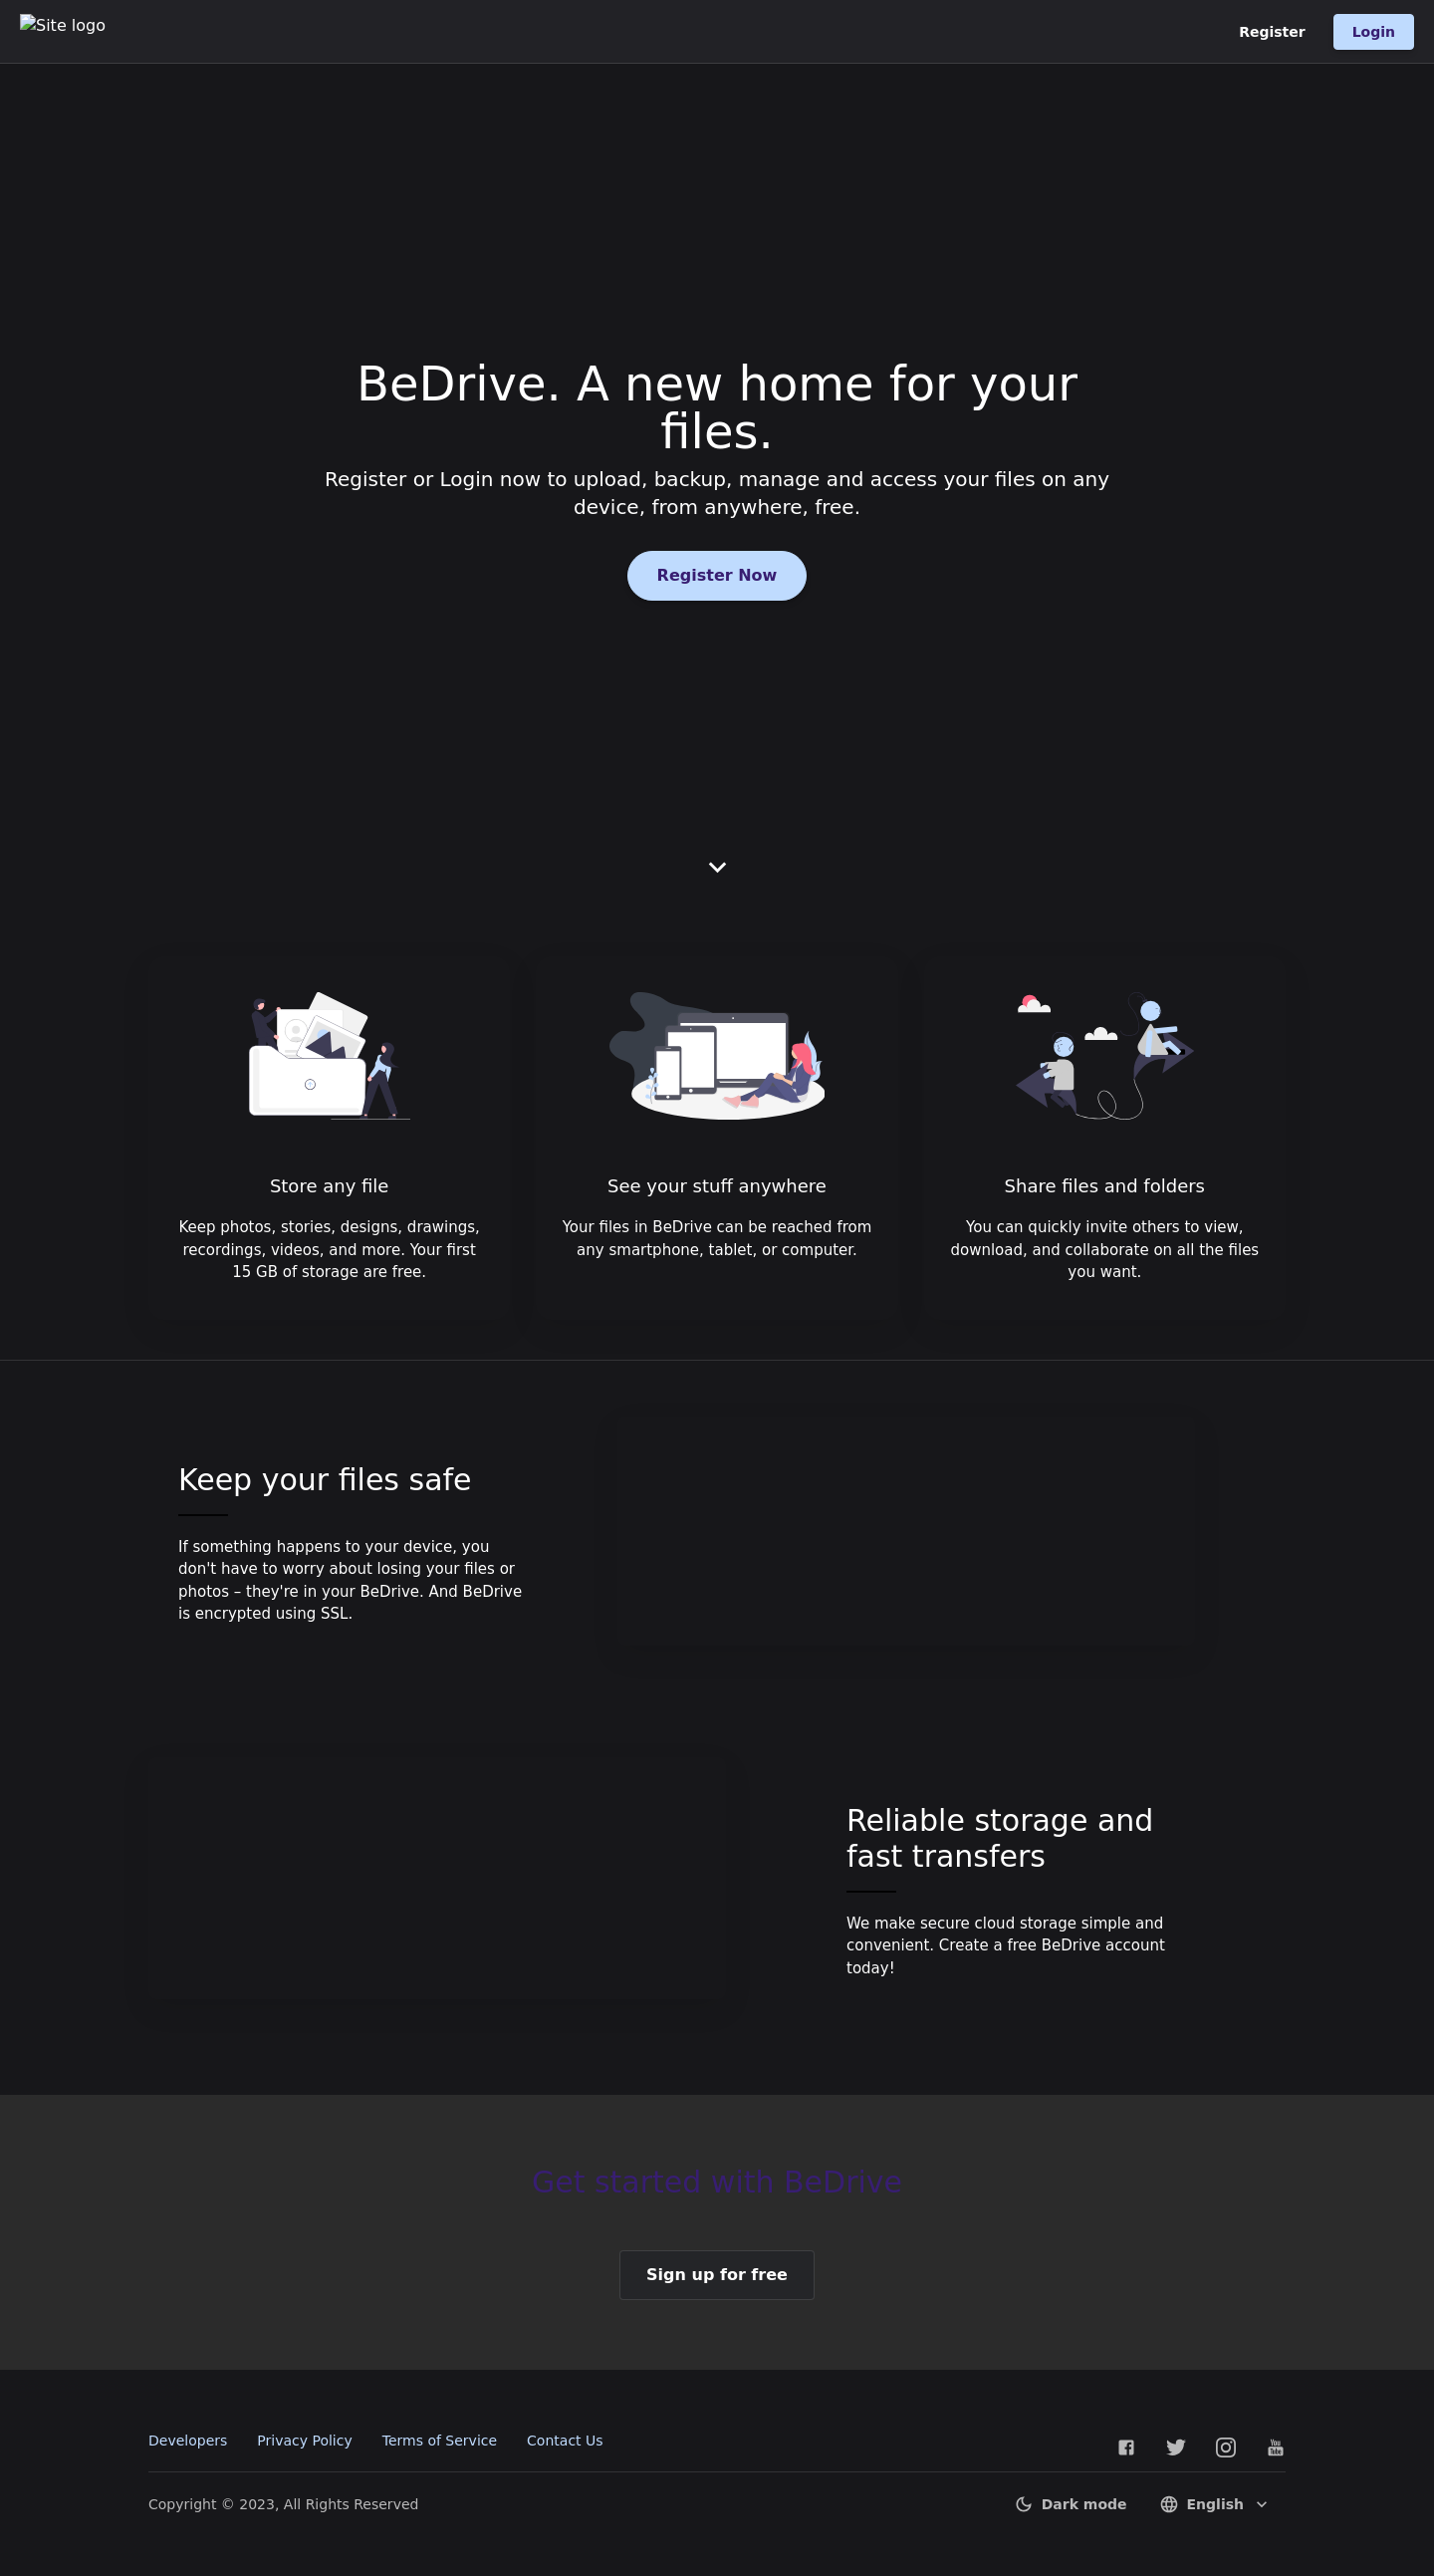 Site logo
Register
Login
BeDrive. A new home for your
files.
Register or Login now to upload, backup, manage and access your files on any
device, from anywhere, free.
Register Now
Store any file
Keep photos, stories, designs, drawings,
recordings, videos, and more. Your first
15 GB of storage are free.
See your stuff anywhere
Your files in BeDrive can be reached from
any smartphone, tablet, or computer.
Share files and folders
You can quickly invite others to view,
download, and collaborate on all the files
you want.
Keep your files safe
If something happens to your device, you
don't have to worry about losing your files or
photos – they're in your BeDrive. And BeDrive
is encrypted using SSL.
Reliable storage and
fast transfers
We make secure cloud storage simple and
convenient. Create a free BeDrive account
today!
Get started with BeDrive
Sign up for free
Developers
Privacy Policy
Terms of Service
Contact Us
You
Tube
Copyright © 2023, All Rights Reserved
Dark mode
English